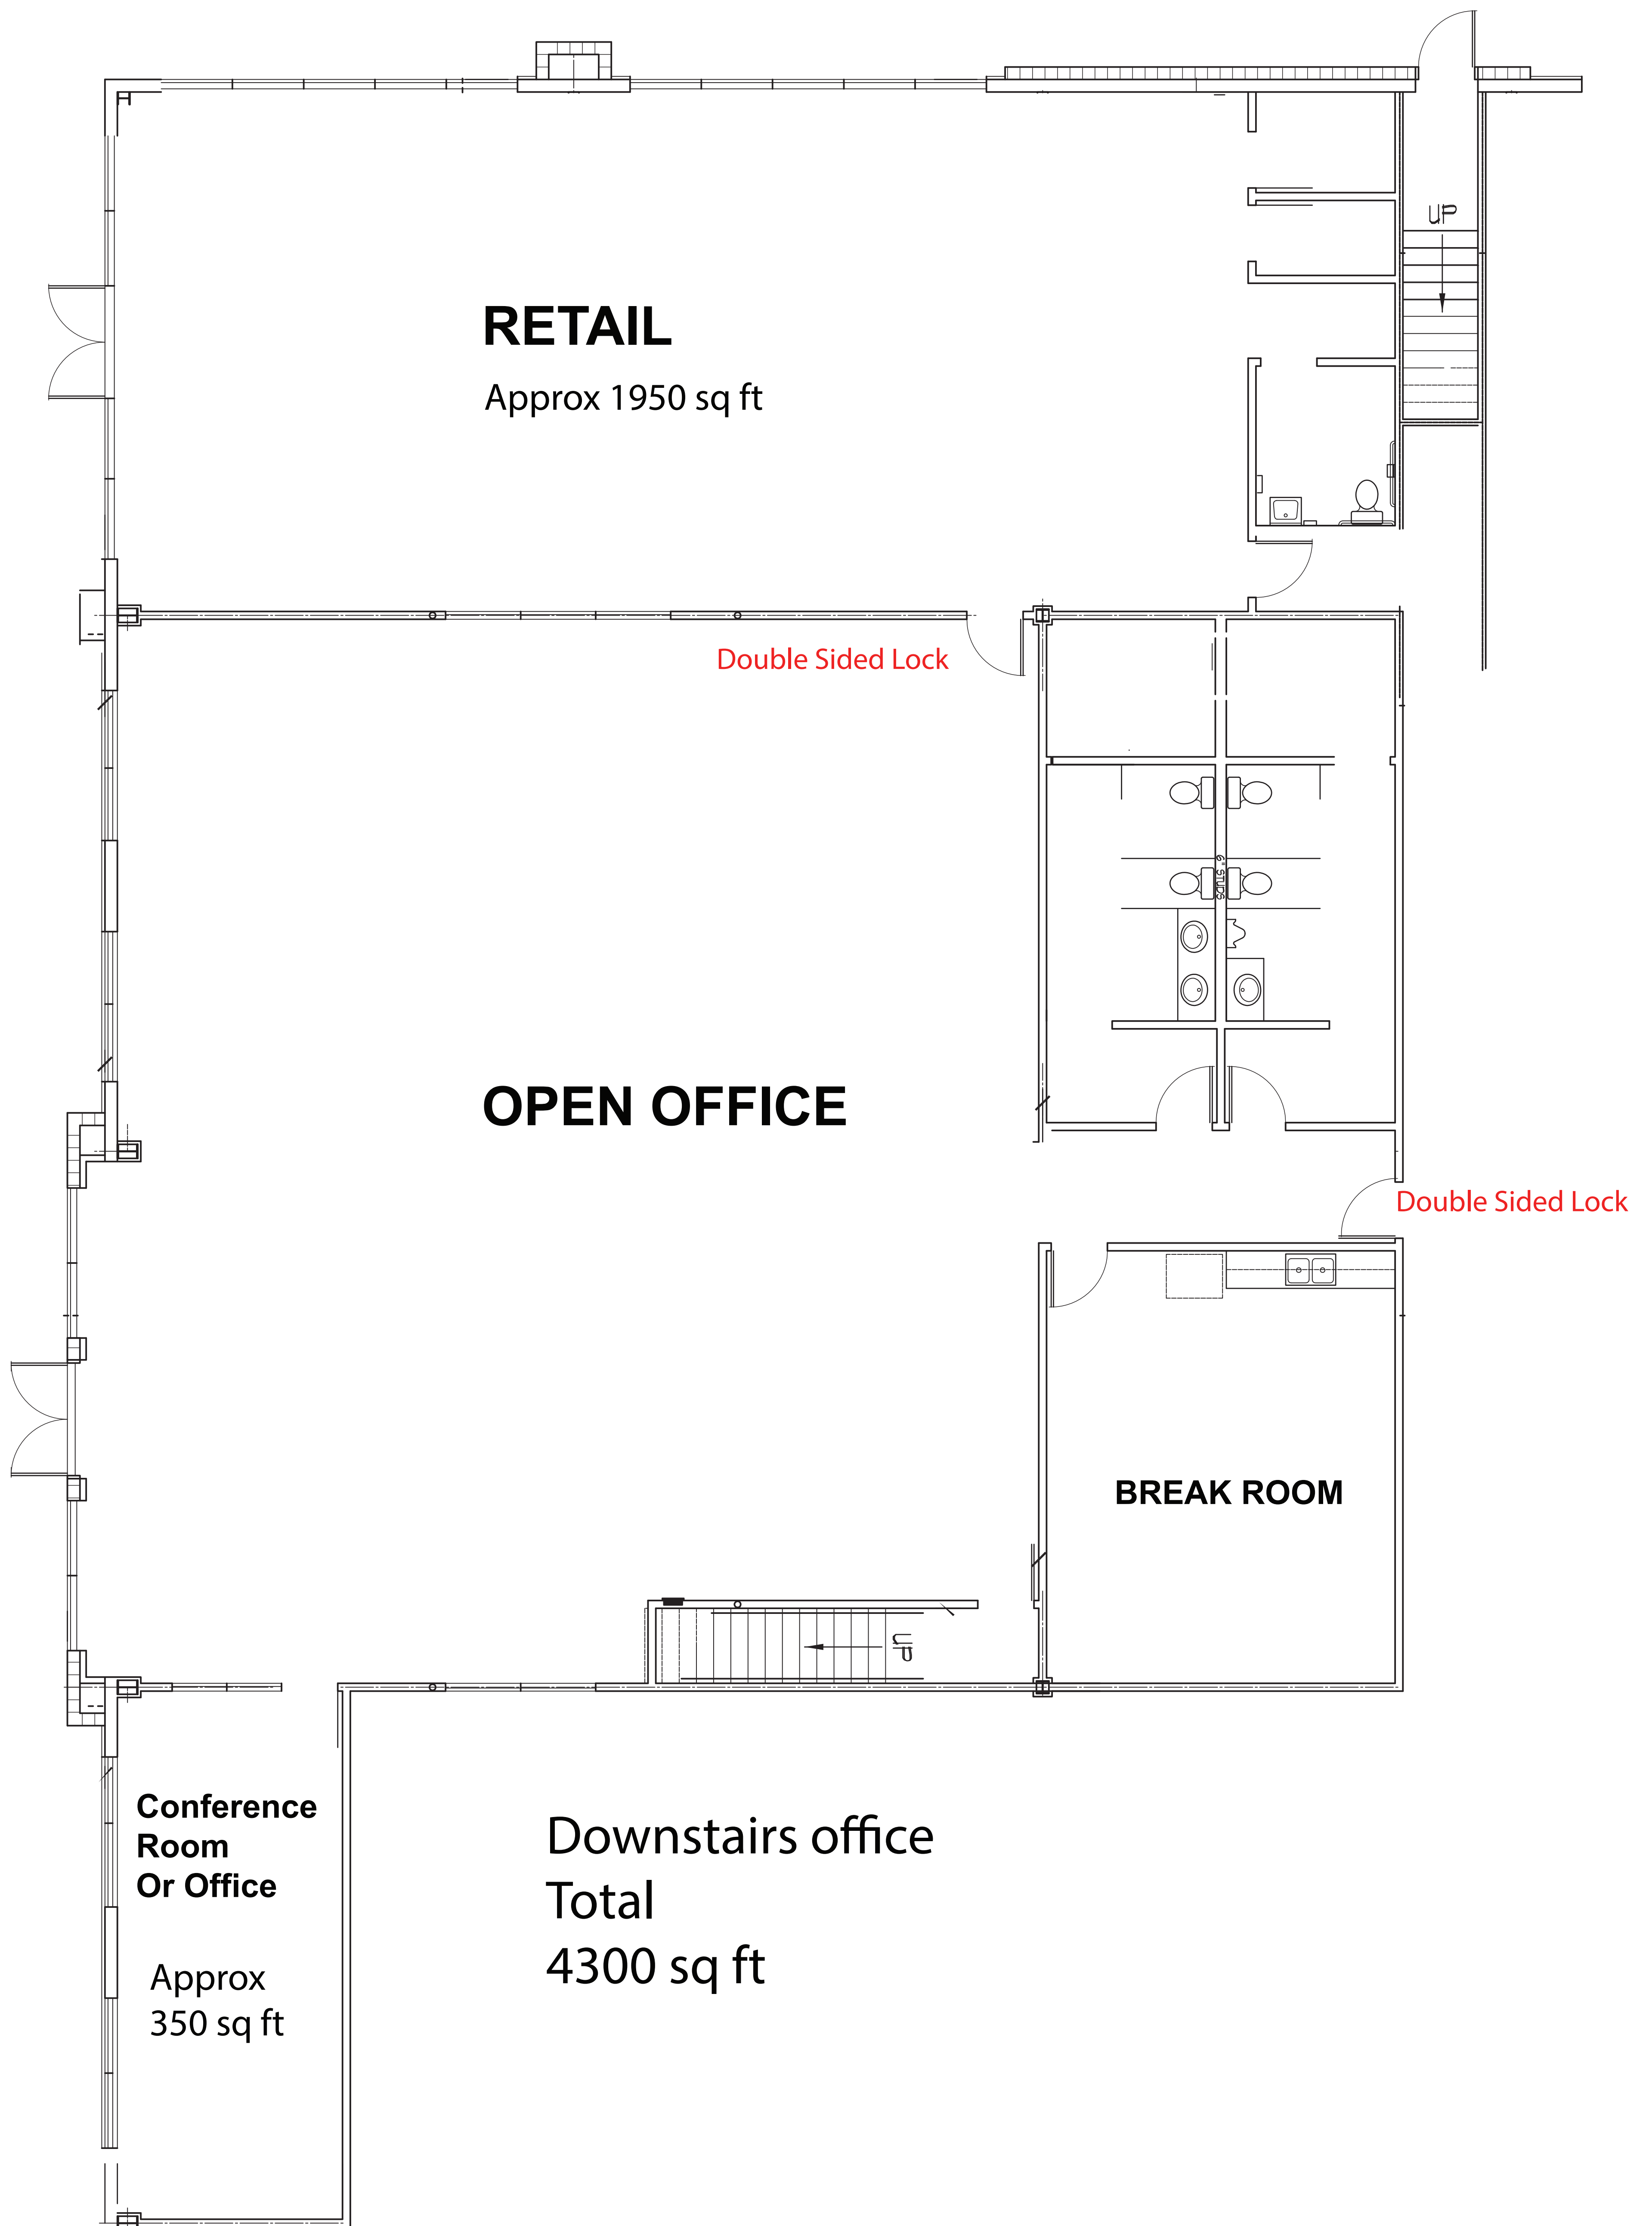 UP
RETAIL
Approx 1950 sq ft
Double Sided Lock
6" STUDS
OPEN OFFICE
Double Sided Lock
BREAK ROOM
UP
Conference
Room
Or Office
Approx
350 sq ft
Downstairs office
Total
4300 sq ft